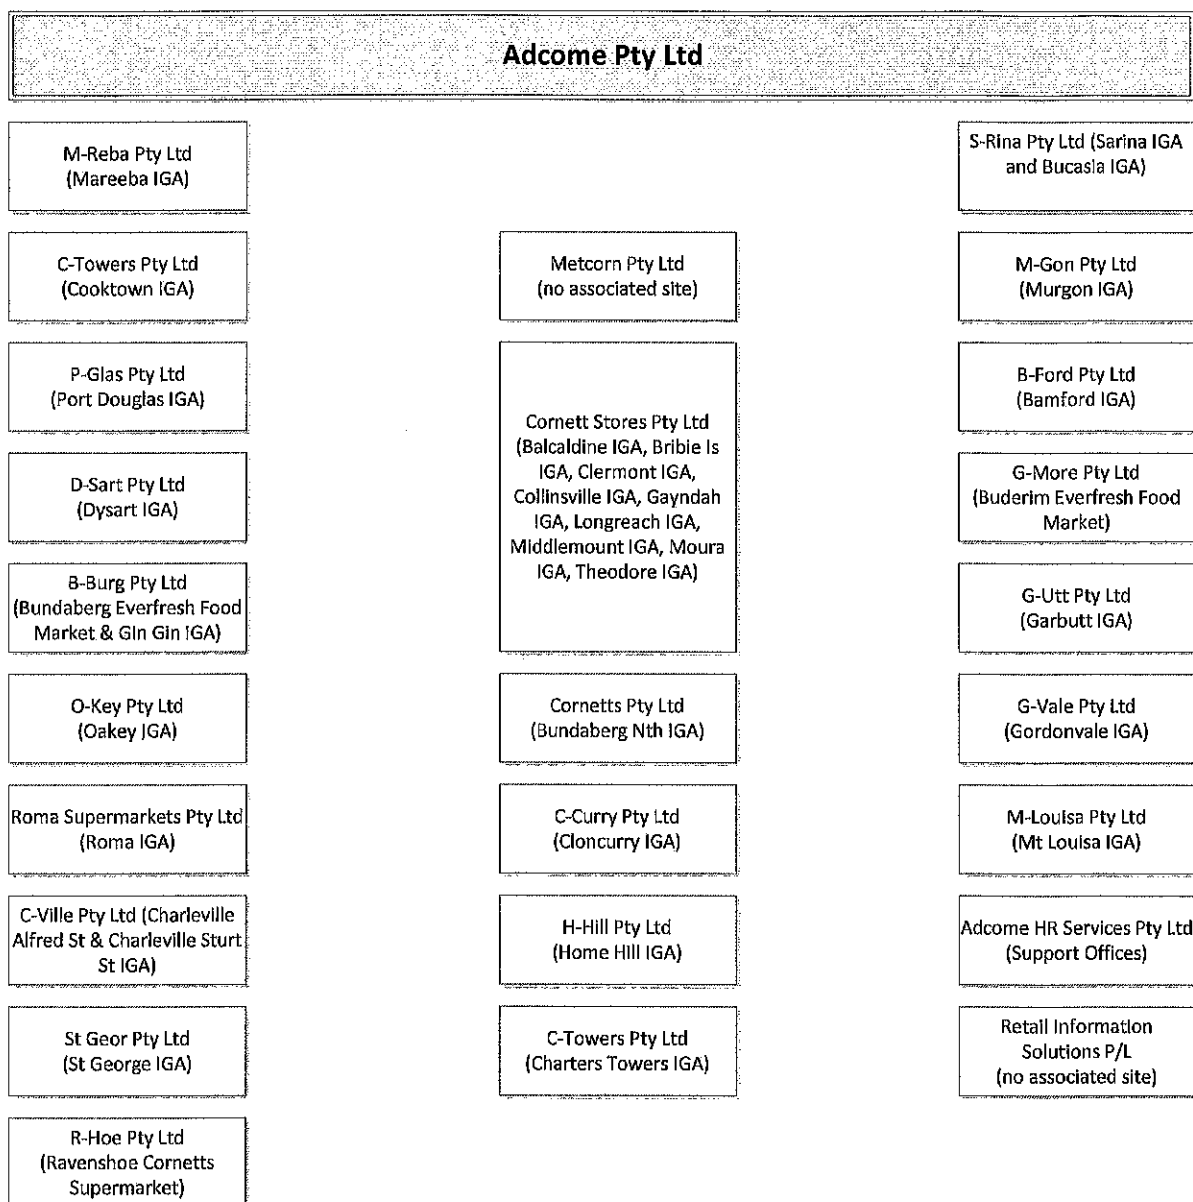 Adcome Pty Ltd
M-Reba Pty Ltd
(Mareeba IGA)
C-Towers Pty Ltd
(Cooktown IGA)
P-Glas Pty Ltd
(Port Douglas IGA)
D-Sart Pty Ltd
(Dysart IGA)
B-Burg Pty Ltd
(Bundaberg Everfresh Food
Market & Gin Gin IGA)
O-Key Pty Ltd
(Oakey IGA)
Roma Supermarkets Pty Ltd
(Roma IGA)
C-Ville Pty Ltd (Charleville
Alfred St & Charleville Sturt
St IGA)
St Geor Pty Ltd
(St George IGA)
R-Hoe Pty Ltd
(Ravenshoe Cornetts
Supermarket)
Metcorn Pty Ltd
(no associated site)
Cornett Stores Pty Ltd
(Balcaldine IGA, Bribie Is
IGA, Clermont IGA,
Collinsville IGA, Gayndah
IGA, Longreach IGA,
Middlemount IGA, Moura
IGA, Theodore IGA)
Cornetts Pty Ltd
(Bundaberg Nth IGA)
C-Curry Pty Ltd
(Cloncurry IGA)
H-Hill Pty Ltd
(Home Hill IGA)
C-Towers Pty Ltd
(Charters Towers IGA)
S-Rina Pty Ltd (Sarina IGA
and Bucasia IGA)
M-Gon Pty Ltd
(Murgon IGA)
B-Ford Pty Ltd
(Bamford IGA)
G-More Pty Ltd
(Buderim Everfresh Food
Market)
G-Utt Pty Ltd
(Garbutt IGA)
G-Vale Pty Ltd
(Gordonvale IGA)
M-Louisa Pty Ltd
(Mt Louisa IGA)
Adcome HR Services Pty Ltd
(Support Offices)
Retail Information
Solutions P/L
(no associated site)